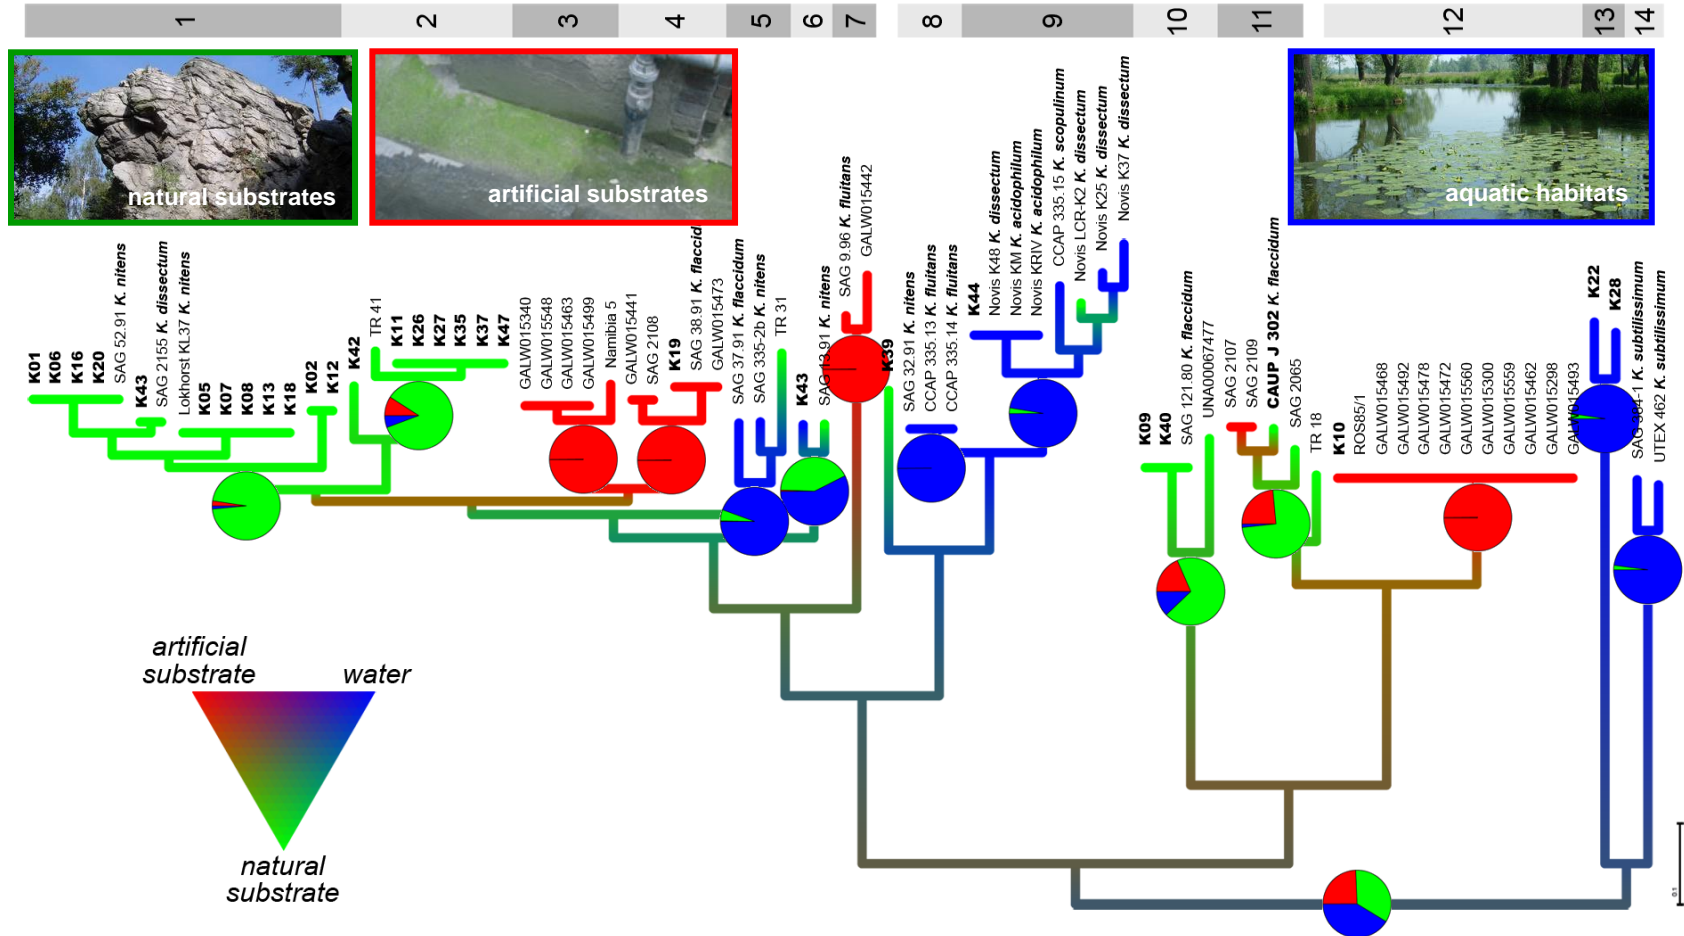 1
2
3
4
5
6
7
8
9
10
11
12
13
14
natural substrates
artificial substrates
aquatic habitats
K01
K06
K16
K20
SAG 52.91 K. nitens
K43
SAG 2155 K. dissectum
Lokhorst KL37 K. nitens
K05
K07
K08
K13
K18
K02
K12
K42
TR 41
K11
K26
K27
K35
K37
K47
GALW015340
GALW015548
GALW015463
GALW015499
Namibia 5
GALW015441
SAG 2108
K19
SAG 38.91 K. flaccid
GALW015473
SAG 37.91 K. flaccidum
SAG 335-2b K. nitens
TR 31
K43
SAG 13.91 K. nitens
SAG 9.96 K. fluitans
GALW015442
K39
SAG 32.91 K. nitens
CCAP 335.13 K. fluitans
CCAP 335.14 K. fluitans
K44
Novis K48 K. dissectum
Novis KM K. acidophilum
Novis KRIV K. acidophilum
CCAP 335.15 K. scopulinum
Novis LCR-K2 K. dissectum
Novis K25 K. dissectum
Novis K37 K. dissectum
K09
K40
SAG 121.80 K. flaccidum
UNA00067477
SAG 2107
SAG 2109
CAUP J 302 K. flaccidum
SAG 2065
TR 18
K10
ROS85/1
GALW015468
GALW015492
GALW015478
GALW015472
GALW015560
GALW015300
GALW015559
GALW015462
GALW015298
GALW015493
K22
K28
SAG 384-1 K. subtilissimum
UTEX 462 K. subtilissimum
artificial
substrate
water
natural
substrate
0.1